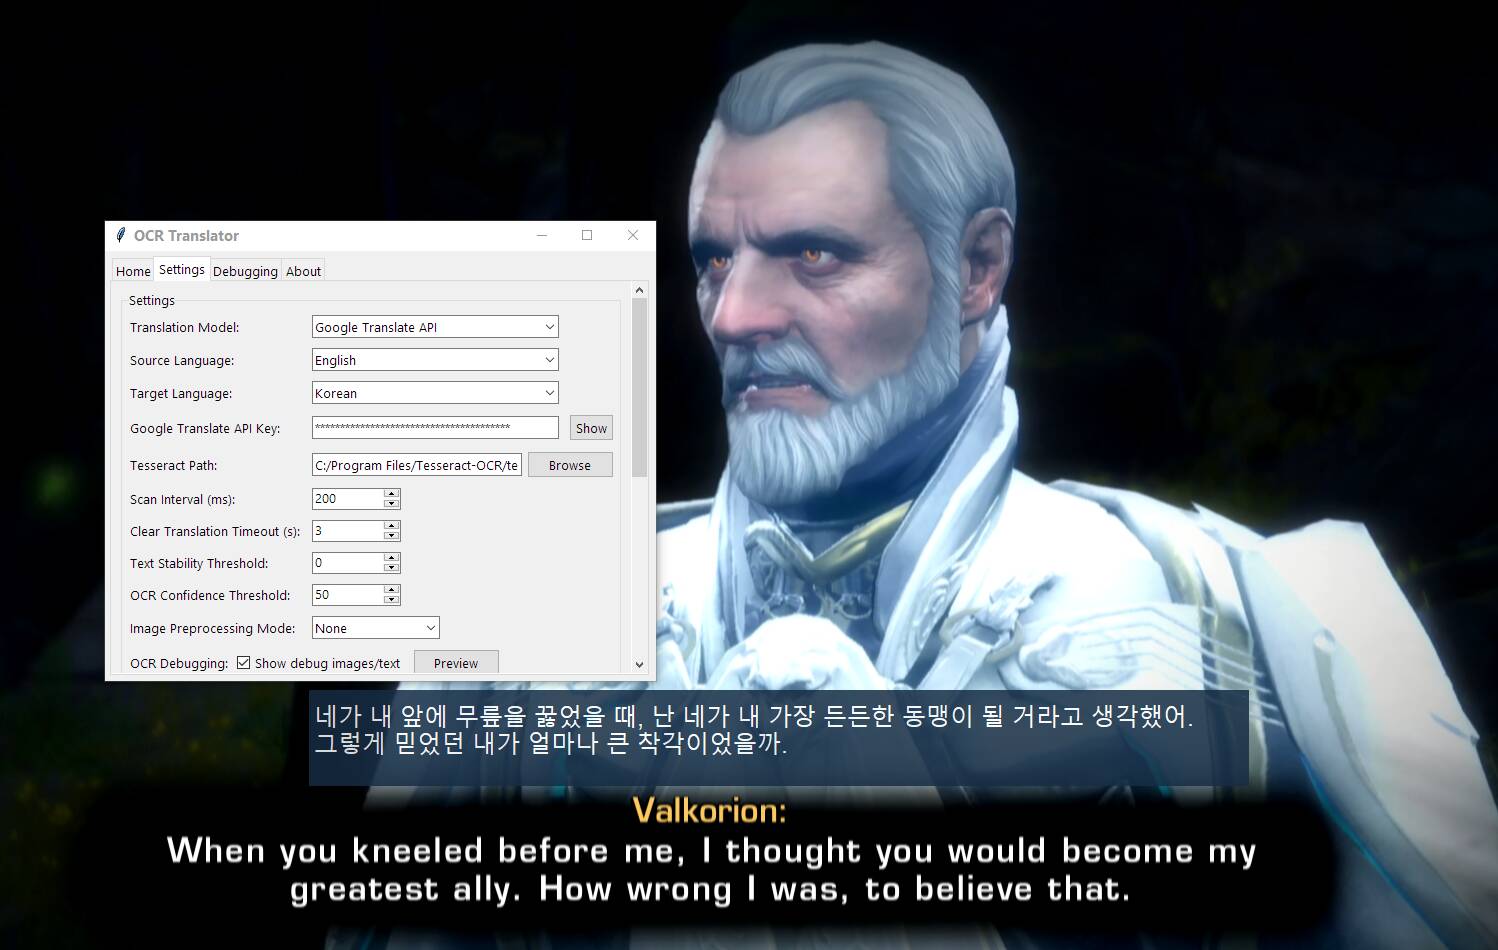 OCR Translator
Home Settings Debugging About
Settings
Translation Model: Google Translate API
Source Language: English
Target Language: Korean
Google Translate API Key: *************************************** Show
Tesseract Path: C:/Program Files/Tesseract-OCR/te Browse
Scan Interval (ms): 200
Clear Translation Timeout (s): 3
Text Stability Threshold: 0
OCR Confidence Threshold: 50
Image Preprocessing Mode: None
OCR Debugging: Show debug images/text Preview
네가 내 앞에 무릎을 꿇었을 때, 난 네가 내 가장 든든한 동맹이 될 거라고 생각했어.
그렇게 믿었던 내가 얼마나 큰 착각이었을까.
Valkorion:
When you kneeled before me, I thought you would become my
greatest ally. How wrong I was, to believe that.